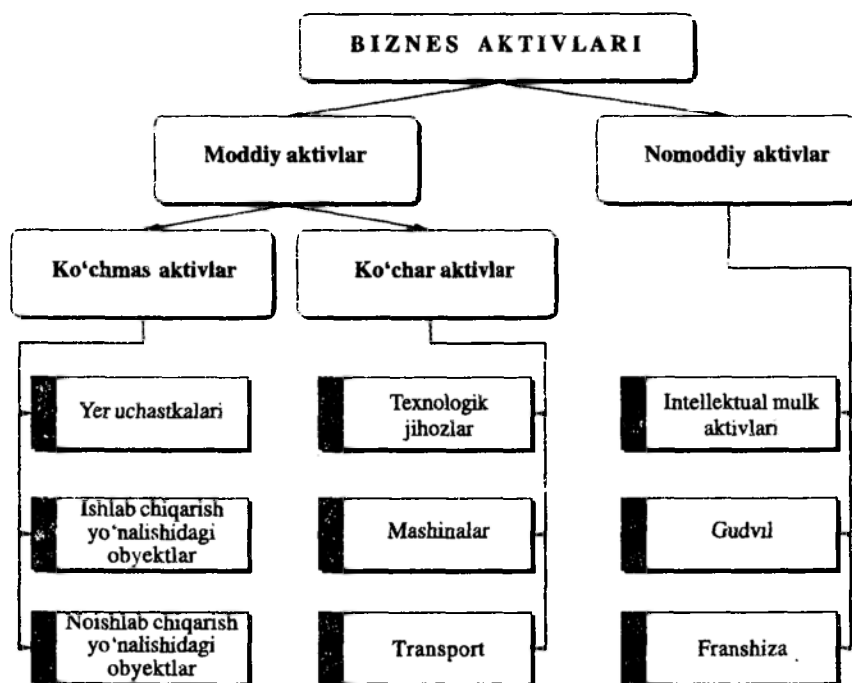 BIZNES AKTIVLARI
Moddiy aktivlar
Nomoddiy aktivlar
Ko‘chmas aktivlar
Ko‘char aktivlar
Yer uchastkalari
Texnologik
jihozlar
Intellektual mulk
aktivlari
Ishlab chiqarish
yo‘nalishidagi
obyektlar
Mashinalar
Gudvil
Noishlab chiqarish
yo‘nalishidagi
obyektlar
Transport
Franshiza